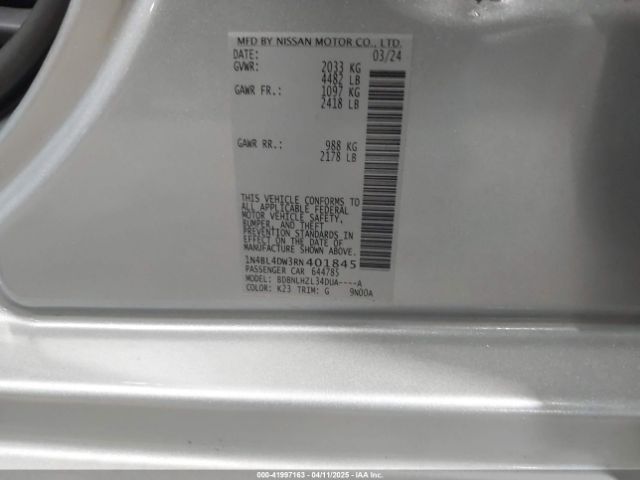 MFD BY NISSAN MOTOR CO., LTD.
DATE: 03/24
GVWR: 2033 KG
4482 LB
GAWR FR.: 1097 KG
2418 LB
GAWR RR.: 988 KG
2178 LB
THIS VEHICLE CONFORMS TO
ALL APPLICABLE FEDERAL
MOTOR VEHICLE SAFETY,
BUMPER, AND THEFT
PREVENTION STANDARDS IN
EFFECT ON THE DATE OF
MANUFACTURE SHOWN ABOVE.
1N4BL4DW3RN401845
PASSENGER CAR 644785
MODEL: BDBNLHZL34DUA----A
COLOR: K23 TRIM: G 9N00A
000-41997163 - 04/11/2025 - IAA Inc.